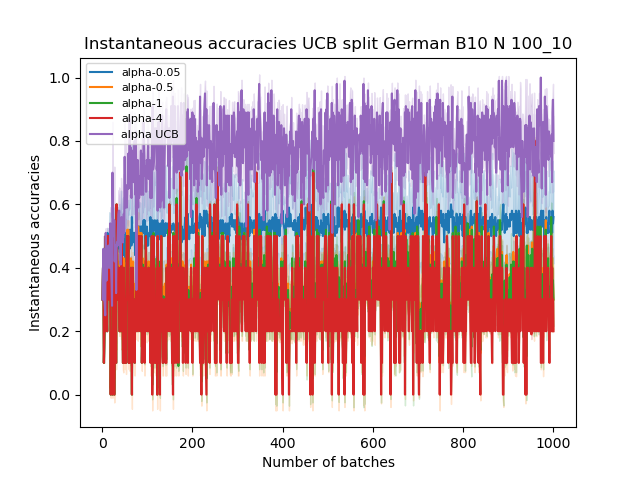 Instantaneous accuracies UCB split German B10 N 100_10
alpha-0.05
alpha-0.5
alpha-1
alpha-4
alpha UCB
Instantaneous accuracies
1.0
0.8
0.6
0.4
0.2
0.0
0 200 400 600 800 1000
Number of batches